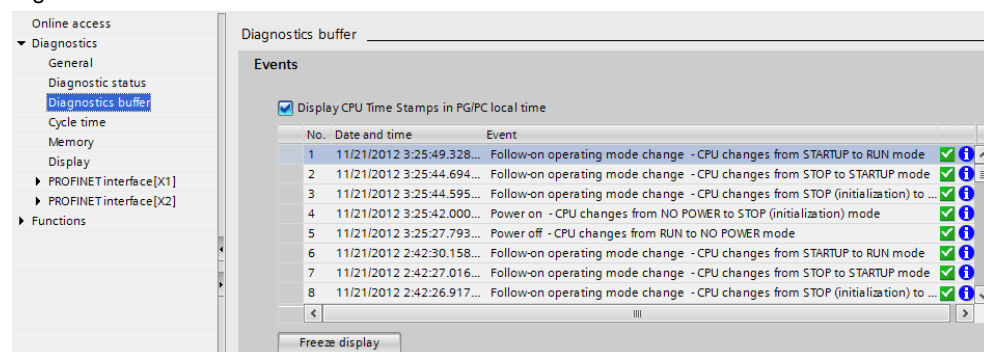 Online access
Diagnostics
General
Diagnostic status
Diagnostics buffer
Cycle time
Memory
Display
PROFINET interface[X1]
PROFINET interface[X2]
Functions
Diagnostics buffer
Events
Display CPU Time Stamps in PG/PC local time
No. Date and time Event
1 11/21/2012 3:25:49.328... Follow-on operating mode change - CPU changes from STARTUP to RUN mode
2 11/21/2012 3:25:44.694... Follow-on operating mode change - CPU changes from STOP to STARTUP mode
3 11/21/2012 3:25:44.595... Follow-on operating mode change - CPU changes from STOP (initialization) to ...
4 11/21/2012 3:25:42.000... Power on - CPU changes from NO POWER to STOP (initialization) mode
5 11/21/2012 3:25:27.793... Power off - CPU changes from RUN to NO POWER mode
6 11/21/2012 2:42:30.158... Follow-on operating mode change - CPU changes from STARTUP to RUN mode
7 11/21/2012 2:42:27.016... Follow-on operating mode change - CPU changes from STOP to STARTUP mode
8 11/21/2012 2:42:26.917... Follow-on operating mode change - CPU changes from STOP (initialization) to ...
Freeze display